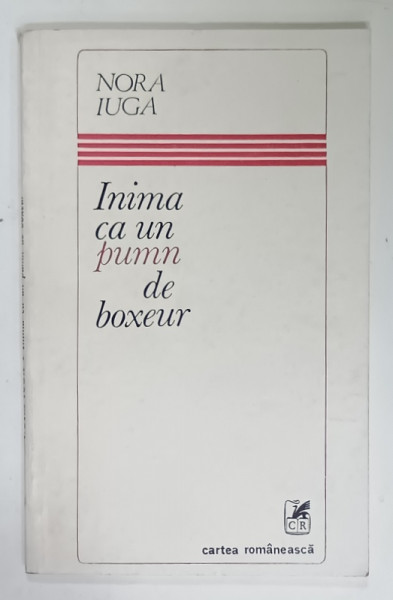 NORA
IUGA
Inima
ca un
pumn
de
boxeur
CR
cartea românească